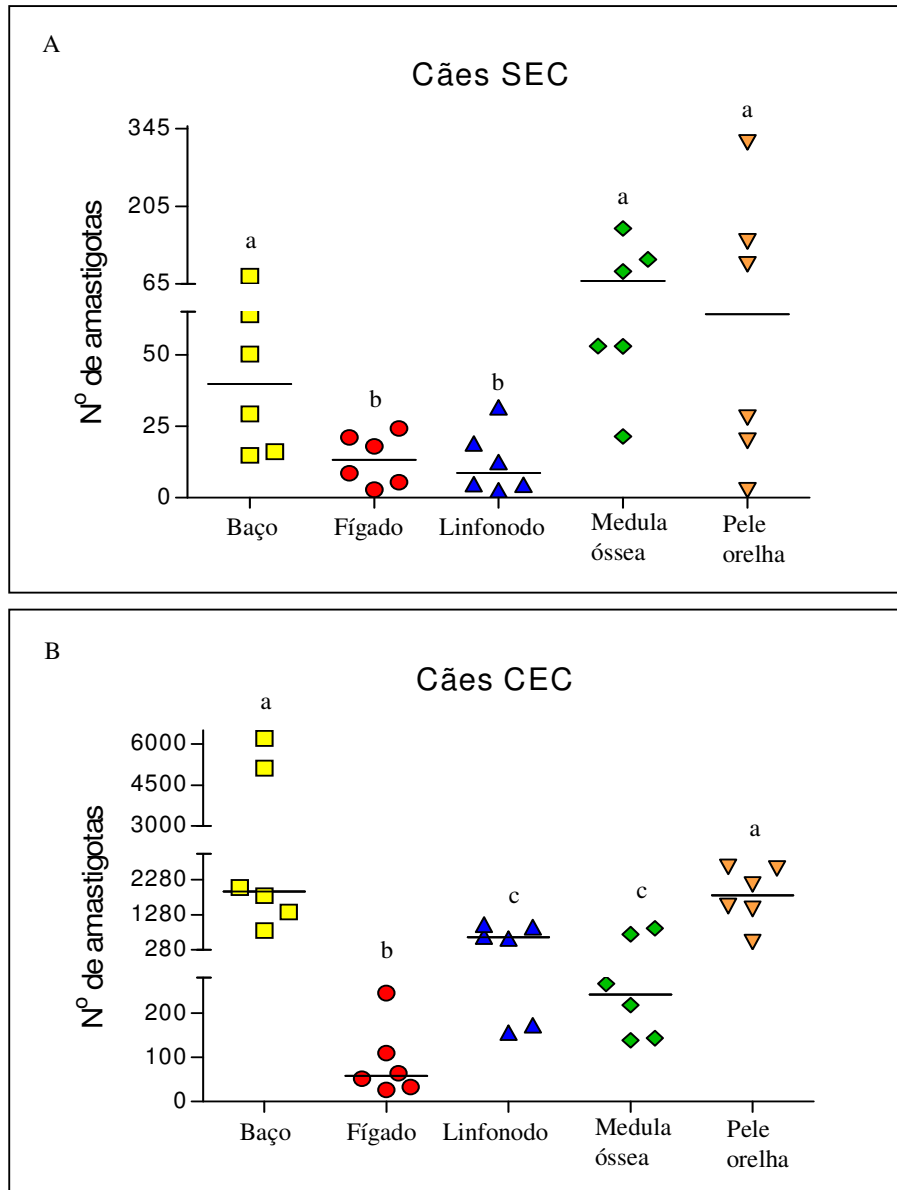 A
Cães SEC
a
a
a
b
b
Nº de amastigotas
345
205
65
50
25
0
Baço
Fígado
Linfonodo
Medula
óssea
Pele
orelha
B
Cães CEC
a
a
c
c
b
Nº de amastigotas
6000
4500
3000
2280
1280
280
200
100
0
Baço
Fígado
Linfonodo
Medula
óssea
Pele
orelha